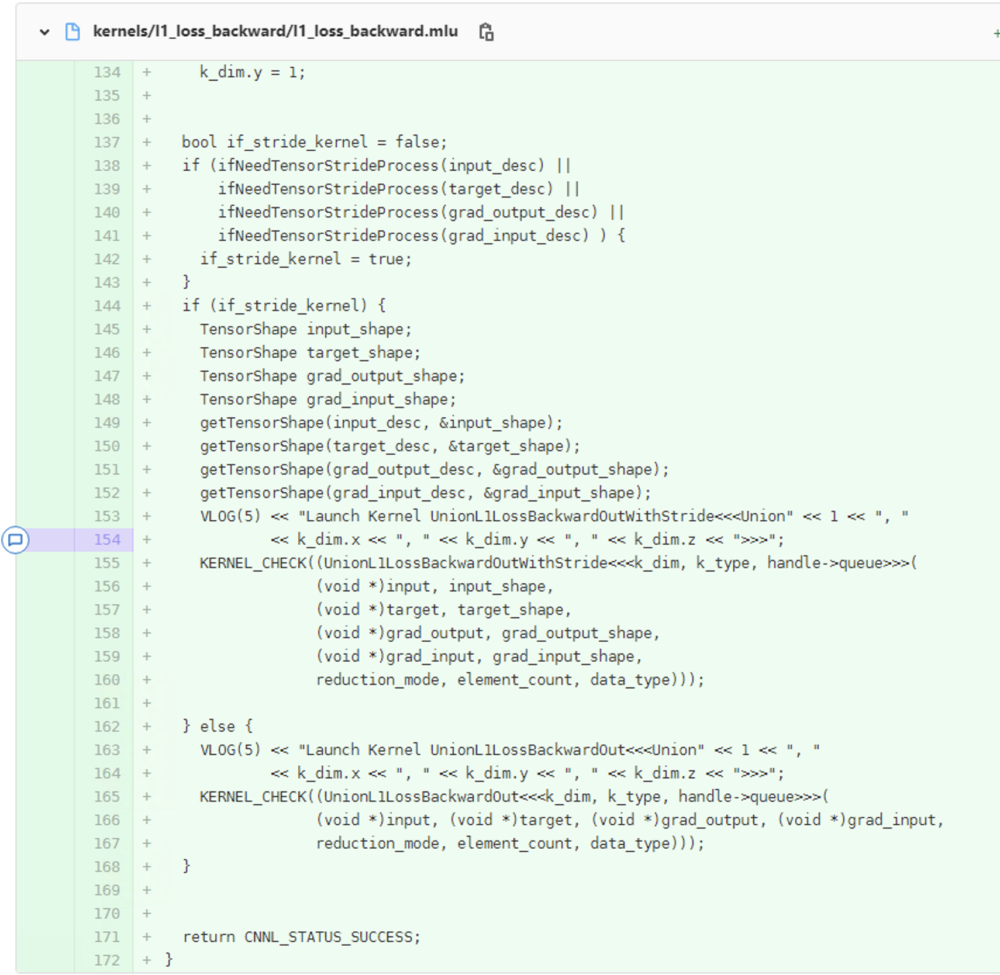 kernels/l1_loss_backward/l1_loss_backward.mlu +
134 +     k_dim.y = 1;
135 +
136 +
137 +   bool if_stride_kernel = false;
138 +   if (ifNeedTensorStrideProcess(input_desc) ||
139 +       ifNeedTensorStrideProcess(target_desc) ||
140 +       ifNeedTensorStrideProcess(grad_output_desc) ||
141 +       ifNeedTensorStrideProcess(grad_input_desc) ) {
142 +     if_stride_kernel = true;
143 +   }
144 +   if (if_stride_kernel) {
145 +     TensorShape input_shape;
146 +     TensorShape target_shape;
147 +     TensorShape grad_output_shape;
148 +     TensorShape grad_input_shape;
149 +     getTensorShape(input_desc, &input_shape);
150 +     getTensorShape(target_desc, &target_shape);
151 +     getTensorShape(grad_output_desc, &grad_output_shape);
152 +     getTensorShape(grad_input_desc, &grad_input_shape);
153 +     VLOG(5) << "Launch Kernel UnionL1LossBackwardOutWithStride<<<Union" << 1 << ", "
154 +             << k_dim.x << ", " << k_dim.y << ", " << k_dim.z << ">>>";
155 +     KERNEL_CHECK((UnionL1LossBackwardOutWithStride<<<k_dim, k_type, handle->queue>>>(
156 +                  (void *)input, input_shape,
157 +                  (void *)target, target_shape,
158 +                  (void *)grad_output, grad_output_shape,
159 +                  (void *)grad_input, grad_input_shape,
160 +                  reduction_mode, element_count, data_type)));
161 +
162 +   } else {
163 +     VLOG(5) << "Launch Kernel UnionL1LossBackwardOut<<<Union" << 1 << ", "
164 +             << k_dim.x << ", " << k_dim.y << ", " << k_dim.z << ">>>";
165 +     KERNEL_CHECK((UnionL1LossBackwardOut<<<k_dim, k_type, handle->queue>>>(
166 +                  (void *)input, (void *)target, (void *)grad_output, (void *)grad_input,
167 +                  reduction_mode, element_count, data_type)));
168 +   }
169 +
170 +
171 +   return CNNL_STATUS_SUCCESS;
172 + }